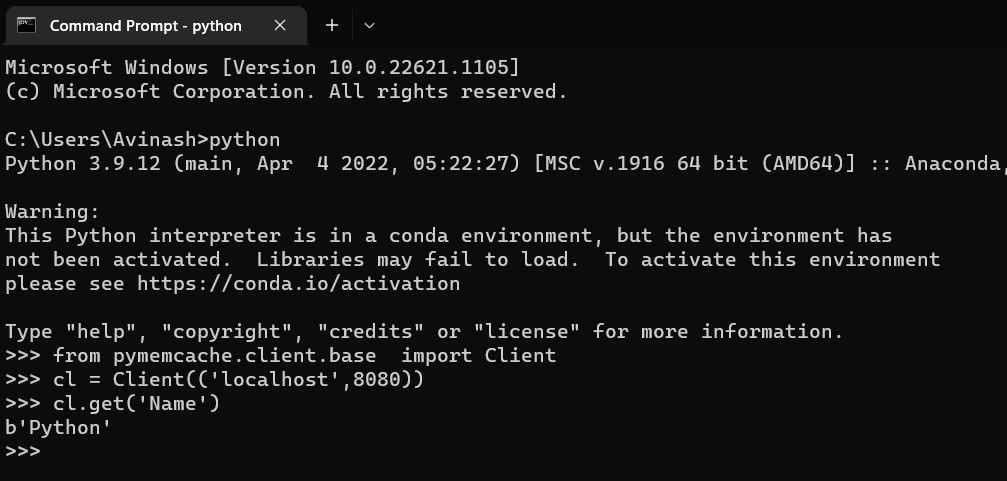 Command Prompt - python
Microsoft Windows [Version 10.0.22621.1105]
(c) Microsoft Corporation. All rights reserved.
C:\Users\Avinash>python
Python 3.9.12 (main, Apr  4 2022, 05:22:27) [MSC v.1916 64 bit (AMD64)] :: Anaconda,
Warning:
This Python interpreter is in a conda environment, but the environment has
not been activated.  Libraries may fail to load.  To activate this environment
please see https://conda.io/activation
Type "help", "copyright", "credits" or "license" for more information.
>>> from pymemcache.client.base  import Client
>>> cl = Client(('localhost',8080))
>>> cl.get('Name')
b'Python'
>>>